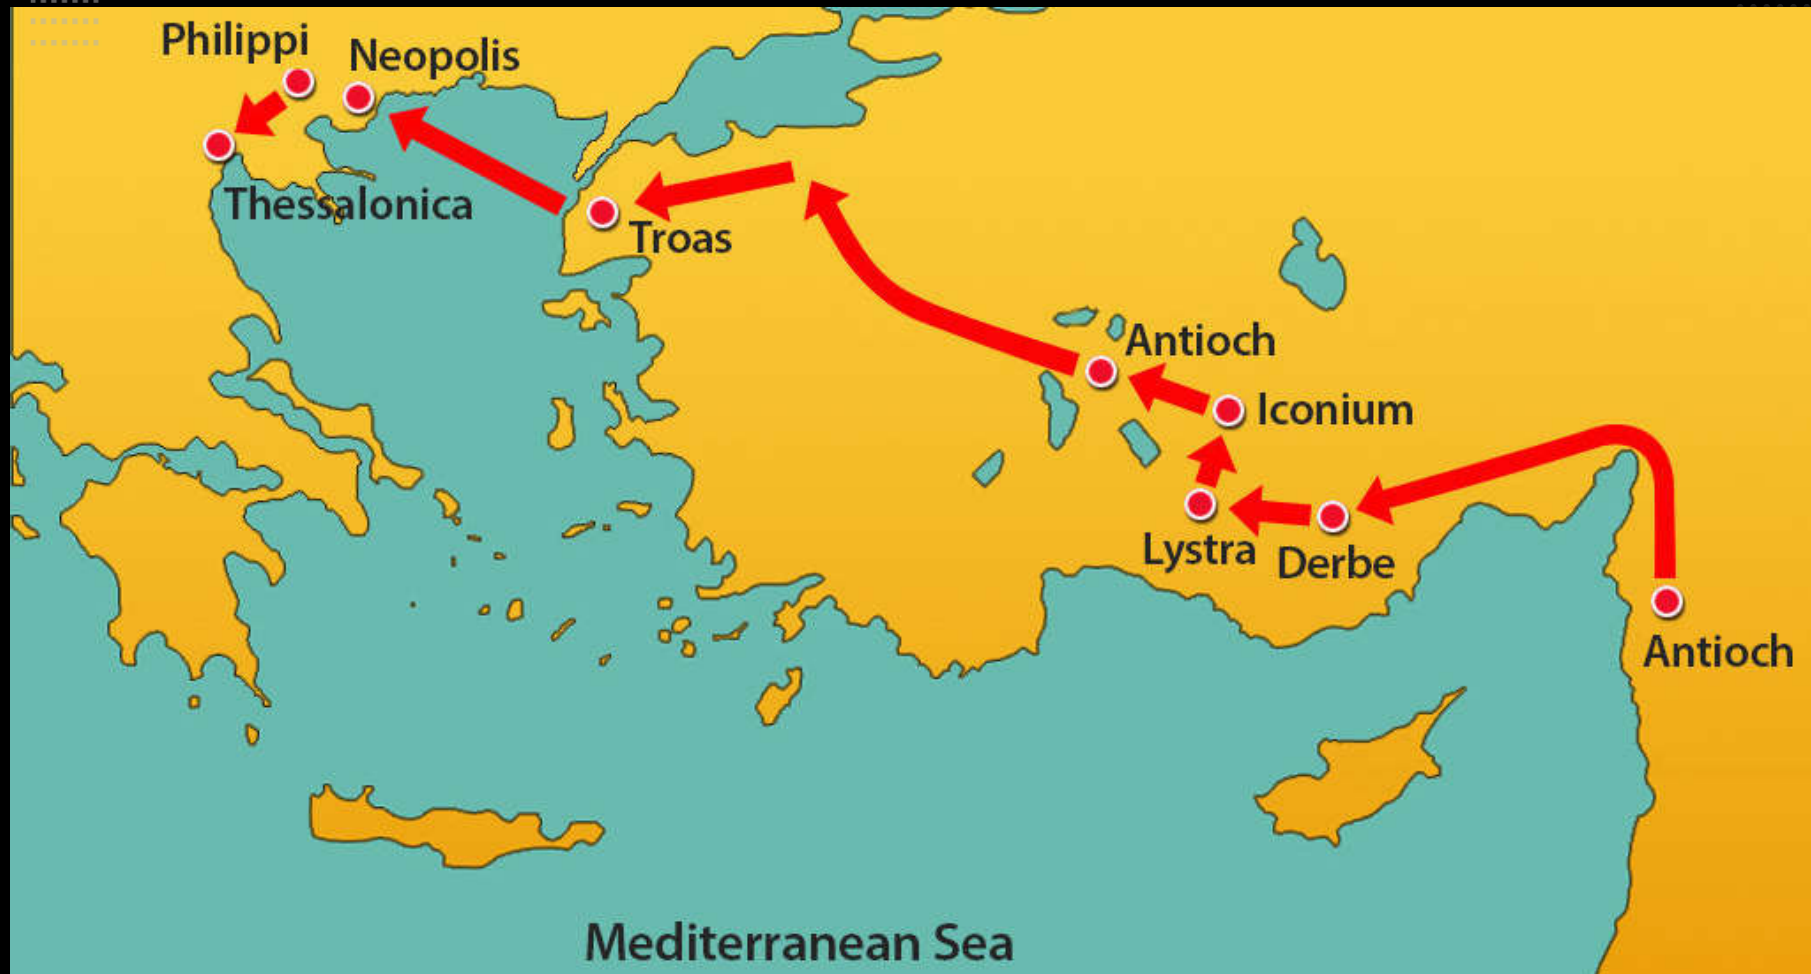 Philippi
Neopolis
Thessalonica
Troas
Antioch
Iconium
Lystra
Derbe
Antioch
Mediterranean Sea